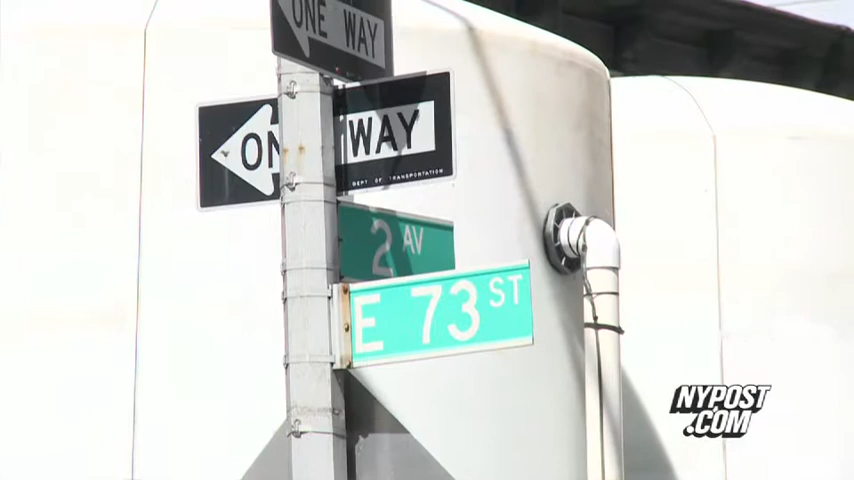 ONE WAY
ON WAY
DEPT OF TRANSPORTATION
2 AV
E 73 ST
NYPOST
.COM